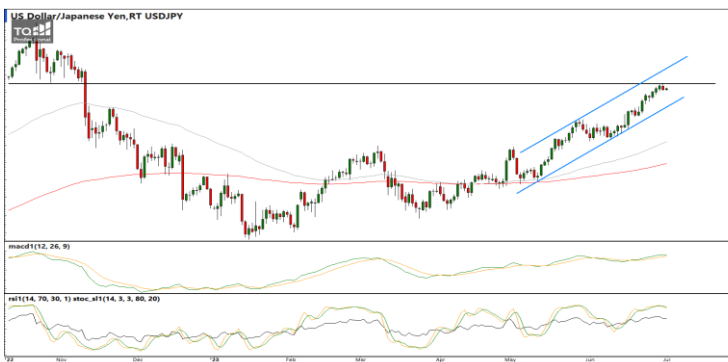 US Dollar/Japanese Yen,RT USDJPY
TQ
Professional
macd1(12, 26, 9)
rsi1(14, 70, 30, 1) stoc_sl1(14, 3, 3, 80, 20)
'22 Nov Dec '23 Feb Mar Apr May Jun Jul